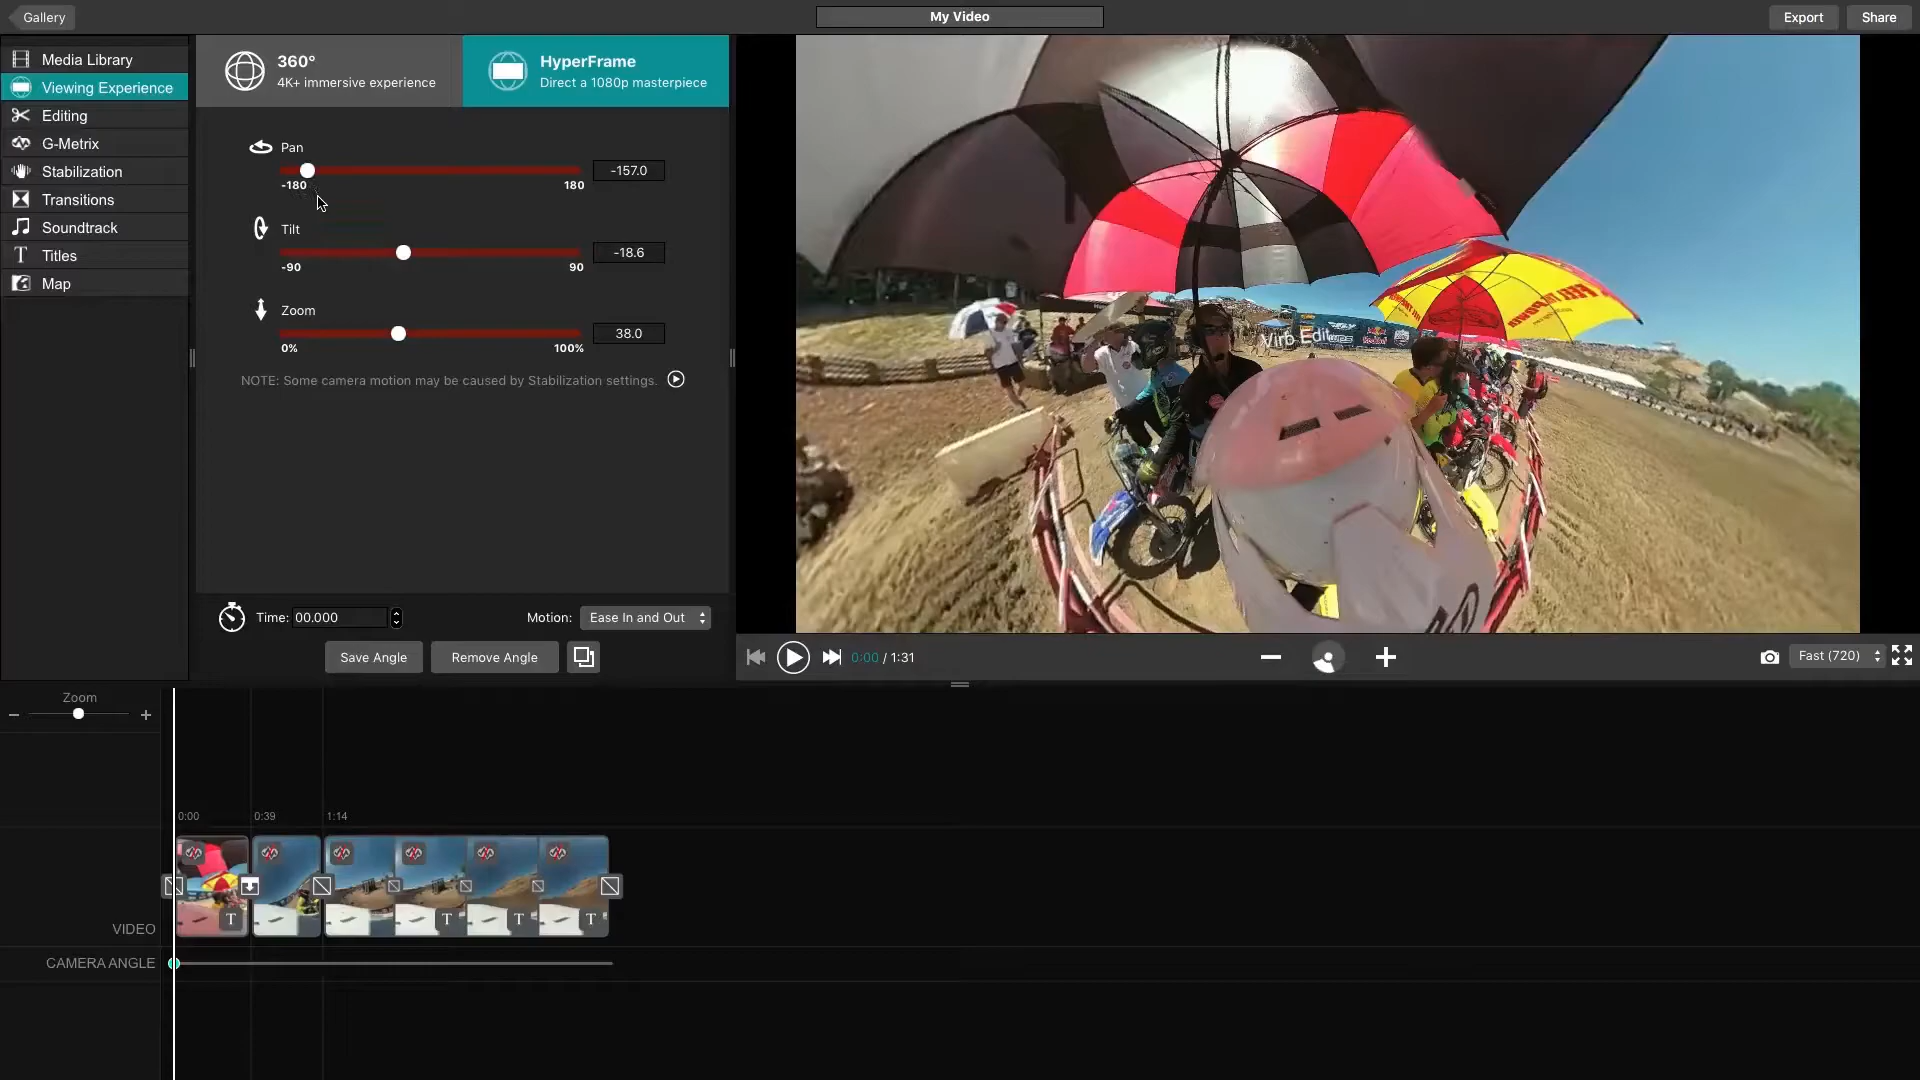 Gallery
My Video
Export
Share
Media Library
Viewing Experience
Editing
G-Metrix
Stabilization
Transitions
Soundtrack
Titles
Map
360°
4K+ immersive experience
HyperFrame
Direct a 1080p masterpiece
Pan
-157.0
-180
180
Tilt
-18.6
-90
90
Zoom
38.0
0%
100%
NOTE: Some camera motion may be caused by Stabilization settings.
Time: 00.000
Motion: Ease In and Out
Save Angle
Remove Angle
Virb Edit
0:00 / 1:31
Fast (720)
Zoom
0:00
0:39
1:14
T
T
T
T
VIDEO
CAMERA ANGLE